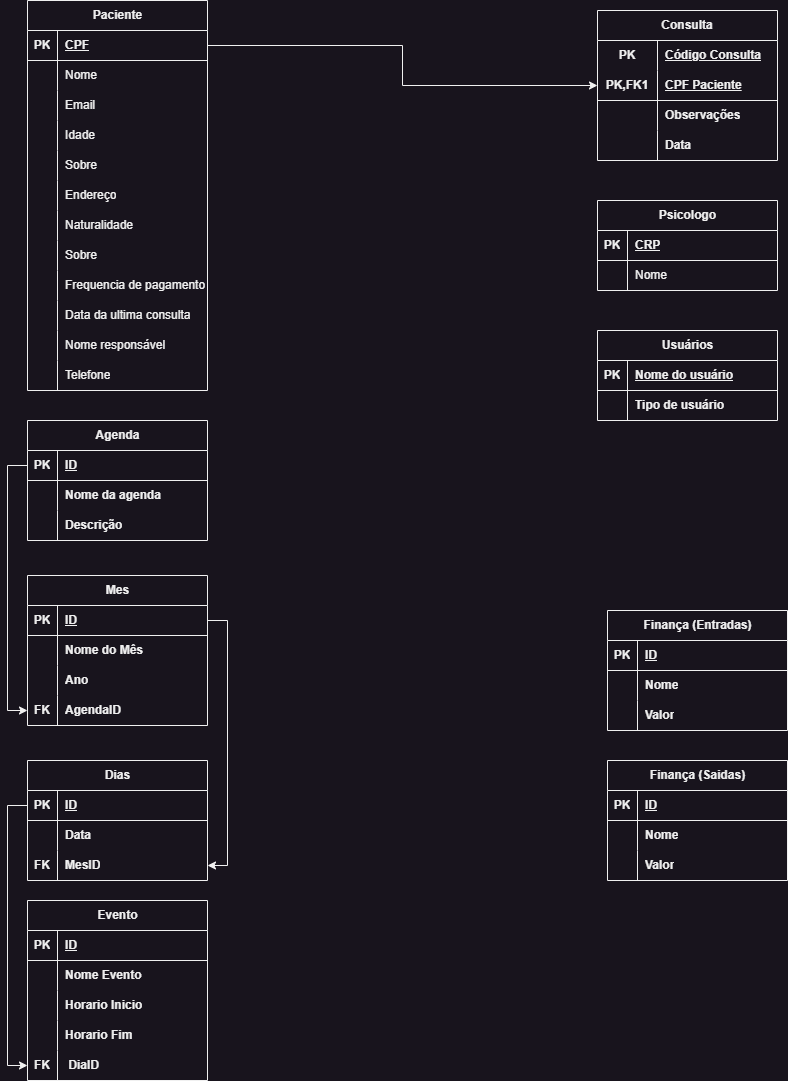 Paciente
PK CPF
Nome
Email
Idade
Sobre
Endereço
Naturalidade
Sobre
Frequencia de pagamento
Data da ultima consulta
Nome responsável
Telefone
Consulta
PK Código Consulta
PK,FK1 CPF Paciente
Observações
Data
Psicologo
PK CRP
Nome
Usuários
PK Nome do usuário
Tipo de usuário
Agenda
PK ID
Nome da agenda
Descrição
Mes
PK ID
Nome do Mês
Ano
FK AgendaID
Dias
PK ID
Data
FK MesID
Evento
PK ID
Nome Evento
Horario Inicio
Horario Fim
FK DiaID
Finança (Entradas)
PK ID
Nome
Valor
Finança (Saidas)
PK ID
Nome
Valor